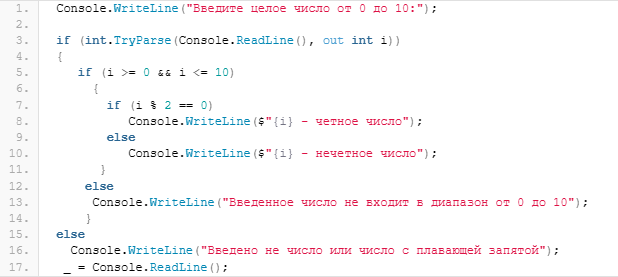 1. Console.WriteLine("Введите целое число от 0 до 10:");
2.
3. if (int.TryParse(Console.ReadLine(), out int i))
4. {
5. if (i >= 0 && i <= 10)
6. {
7. if (i % 2 == 0)
8. Console.WriteLine($"{i} - четное число");
9. else
10. Console.WriteLine($"{i} - нечетное число");
11. }
12. else
13. Console.WriteLine("Введенное число не входит в диапазон от 0 до 10");
14. }
15. else
16. Console.WriteLine("Введено не число или число с плавающей запятой");
17. _ = Console.ReadLine();